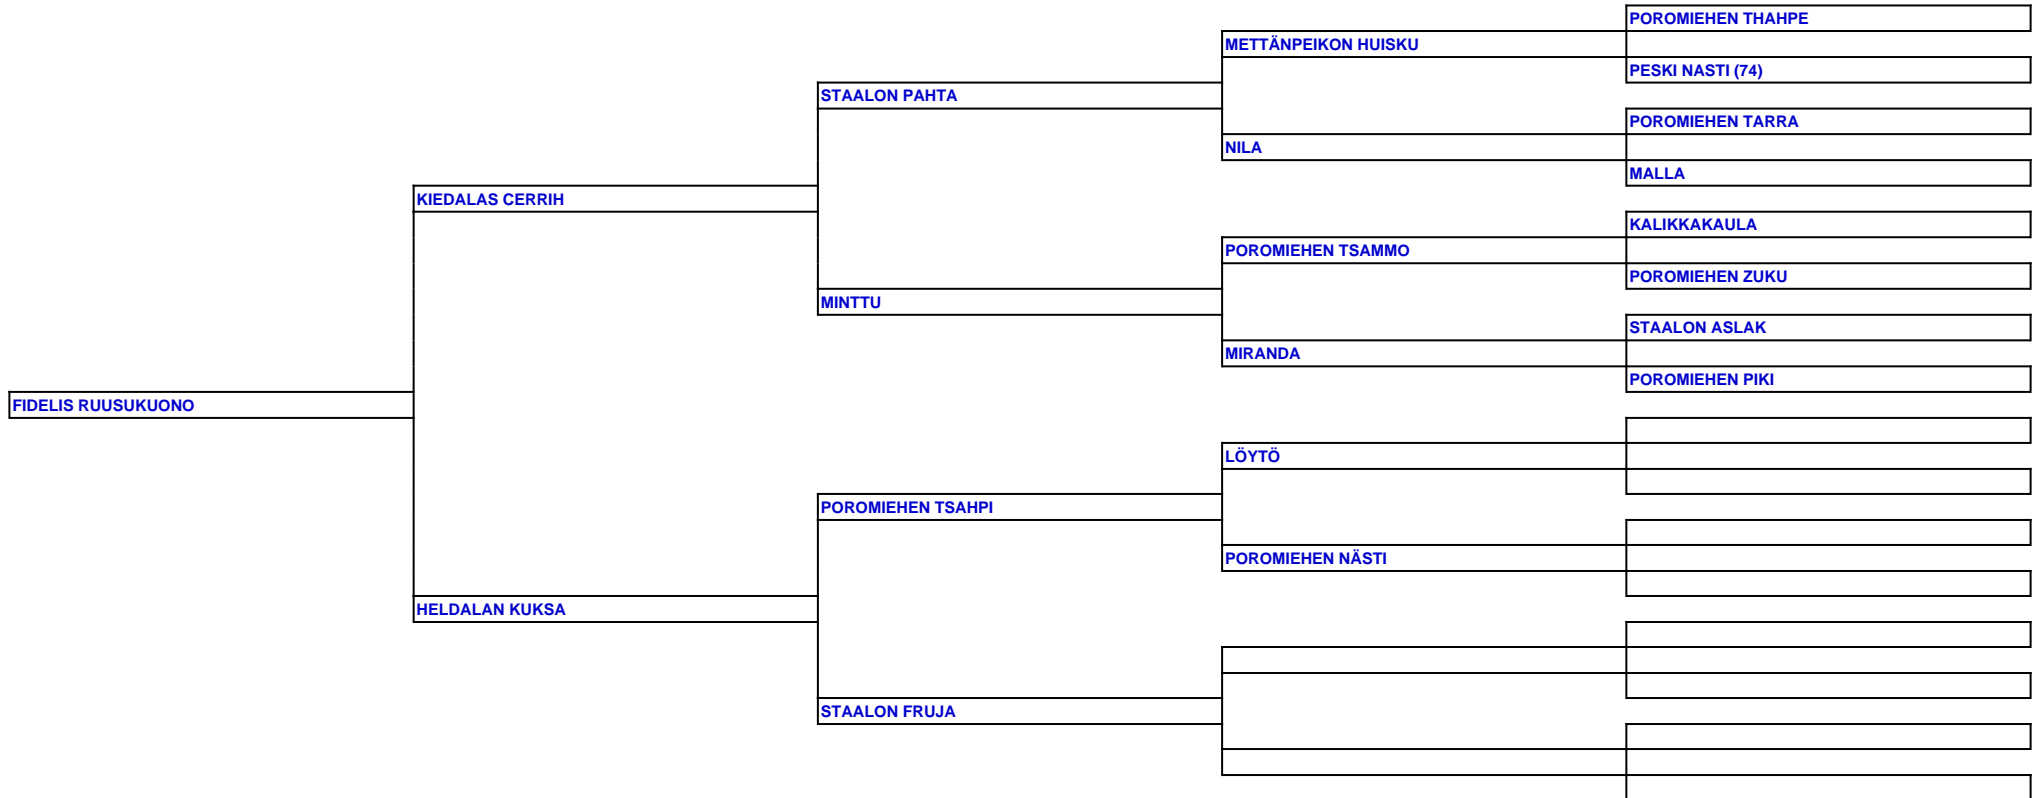 POROMIEHEN THAHPE
METTÄNPEIKON HUISKU
PESKI NASTI (74)
STAALON PAHTA
POROMIEHEN TARRA
NILA
MALLA
KIEDALAS CERRIH
KALIKKAKAULA
POROMIEHEN TSAMMO
POROMIEHEN ZUKU
MINTTU
STAALON ASLAK
MIRANDA
POROMIEHEN PIKI
FIDELIS RUUSUKUONO
LÖYTÖ
POROMIEHEN TSAHPI
POROMIEHEN NÄSTI
HELDALAN KUKSA
STAALON FRUJA